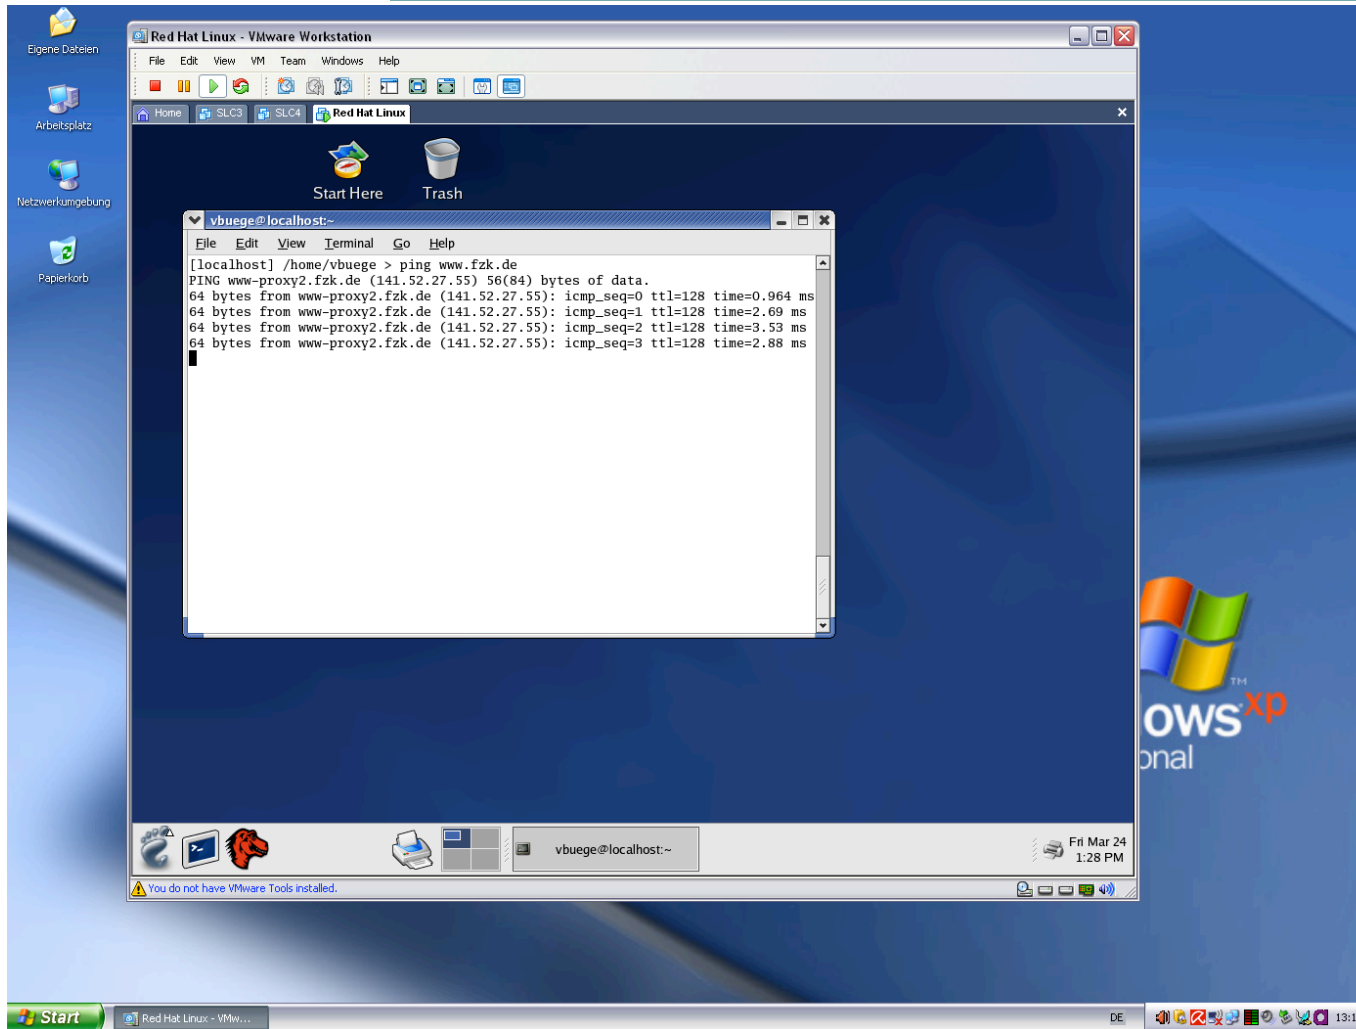 Eigene Dateien
Arbeitsplatz
Netzwerkumgebung
Papierkorb
Red Hat Linux - VMware Workstation
File Edit View VM Team Windows Help
Home SLC3 SLC4 Red Hat Linux
Start Here Trash
vbuege@localhost:~
File Edit View Terminal Go Help
[localhost] /home/vbuege > ping www.fzk.de
PING www-proxy2.fzk.de (141.52.27.55) 56(84) bytes of data.
64 bytes from www-proxy2.fzk.de (141.52.27.55): icmp_seq=0 ttl=128 time=0.964 ms
64 bytes from www-proxy2.fzk.de (141.52.27.55): icmp_seq=1 ttl=128 time=2.69 ms
64 bytes from www-proxy2.fzk.de (141.52.27.55): icmp_seq=2 ttl=128 time=3.53 ms
64 bytes from www-proxy2.fzk.de (141.52.27.55): icmp_seq=3 ttl=128 time=2.88 ms
ows xp
TM
onal
vbuege@localhost:~
Fri Mar 24
1:28 PM
You do not have VMware Tools installed.
Start
Red Hat Linux - VMw...
DE
13:1